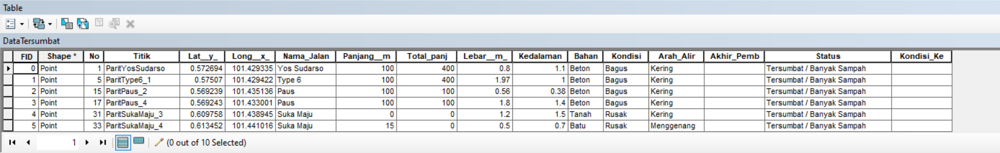 Table
DataTersumbat
FID Shape * No Titik Lat__y_ Long__x_ Nama_Jalan Panjang__m Total_panj Lebar__m_ Kedalaman Bahan Kondisi Arah_Alir Akhir_Pemb Status Kondisi_Ke
0 Point 1 ParitYosSudarso 0.572694 101.429335 Yos Sudarso 100 400 0.8 1.1 Beton Bagus Kering Tersumbat / Banyak Sampah
1 Point 5 ParitType6_1 0.57507 101.429422 Type 6 100 400 1.97 1 Beton Bagus Kering Tersumbat / Banyak Sampah
2 Point 15 ParitPaus_2 0.569239 101.435136 Paus 100 100 0.56 0.38 Beton Bagus Kering Tersumbat / Banyak Sampah
3 Point 17 ParitPaus_4 0.569243 101.433001 Paus 100 100 1.8 1.4 Beton Bagus Kering Tersumbat / Banyak Sampah
4 Point 31 ParitSukaMaju_3 0.609758 101.438945 Suka Maju 0 0 1.2 1.5 Tanah Rusak Kering Tersumbat / Banyak Sampah
5 Point 33 ParitSukaMaju_4 0.613452 101.441016 Suka Maju 15 0 0.5 0.7 Batu Rusak Menggenang Tersumbat / Banyak Sampah
1 (0 out of 10 Selected)